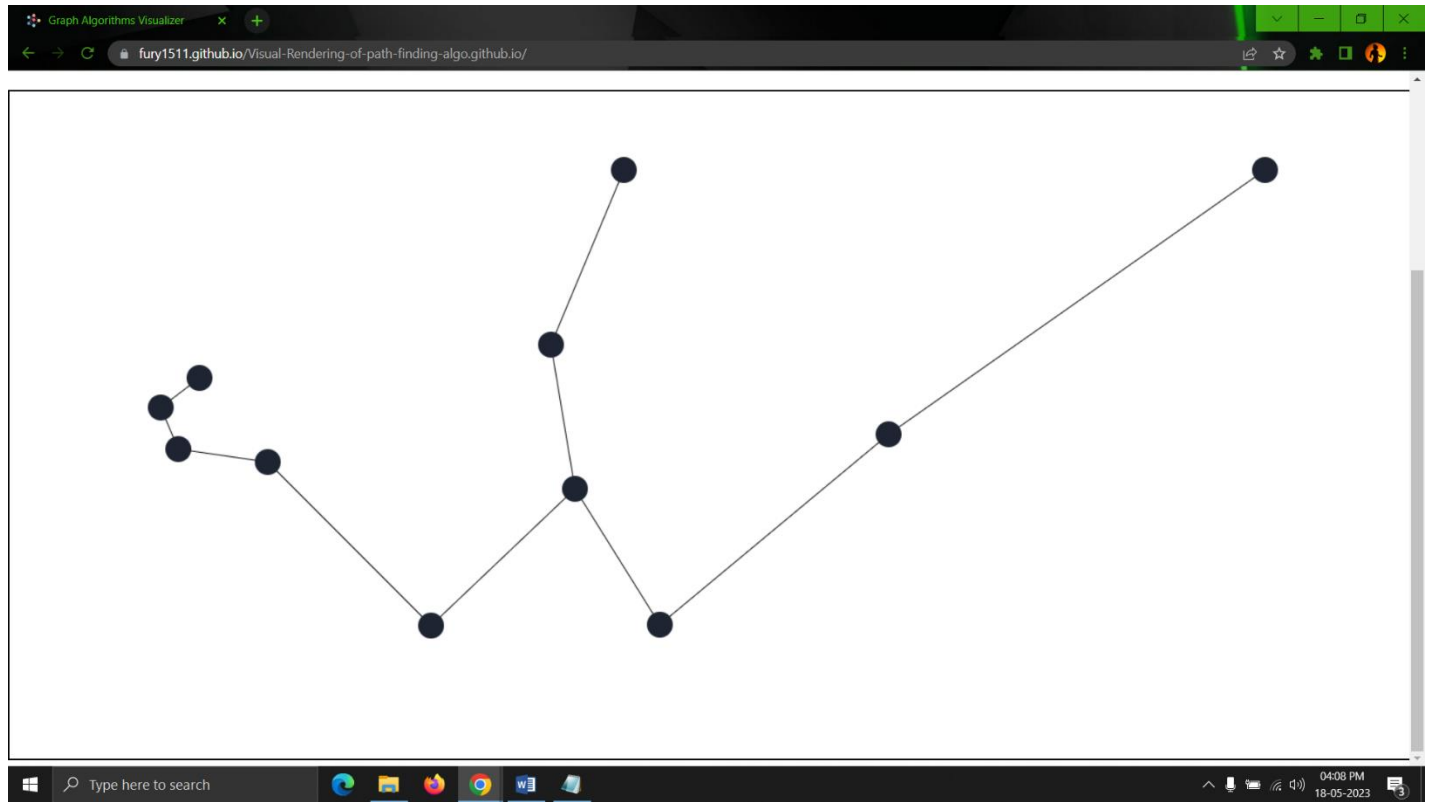 Graph Algorithms Visualizer
fury1511.github.io/Visual-Rendering-of-path-finding-algo.github.io/
Type here to search
04:08 PM
18-05-2023
3